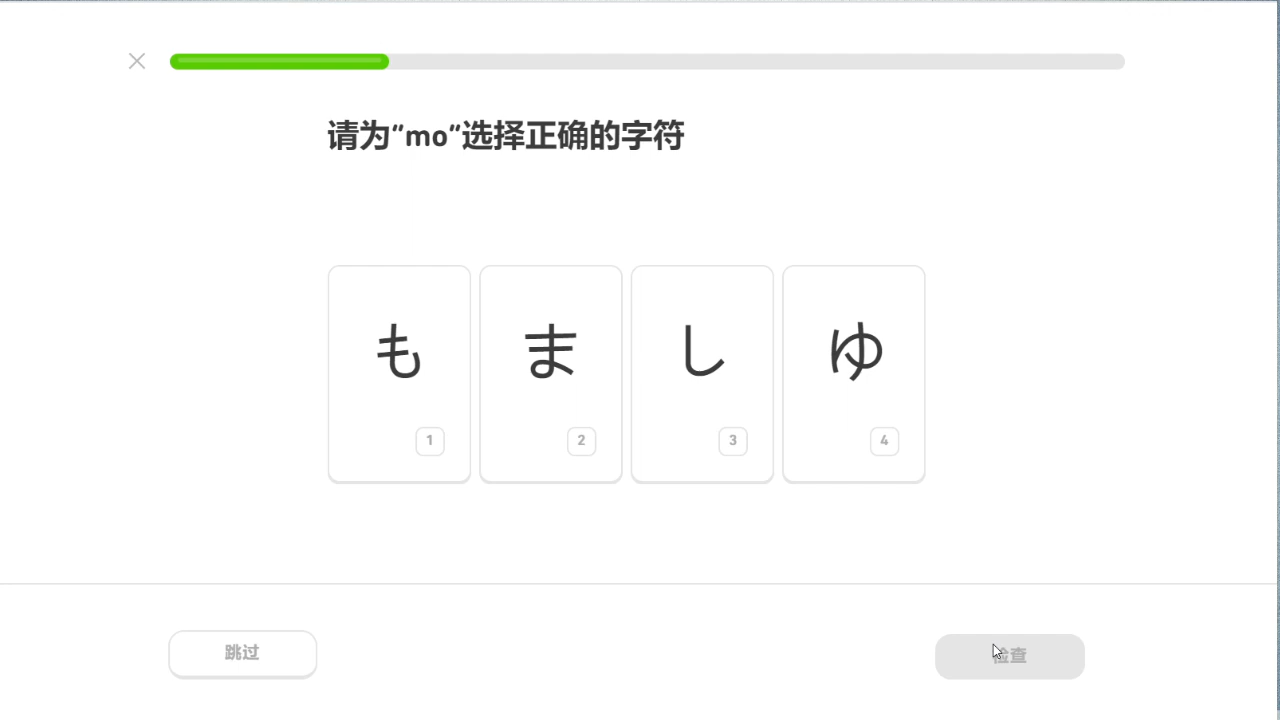 请为“mo”选择正确的字符
も ま し ゆ
1 2 3 4
跳过
检查